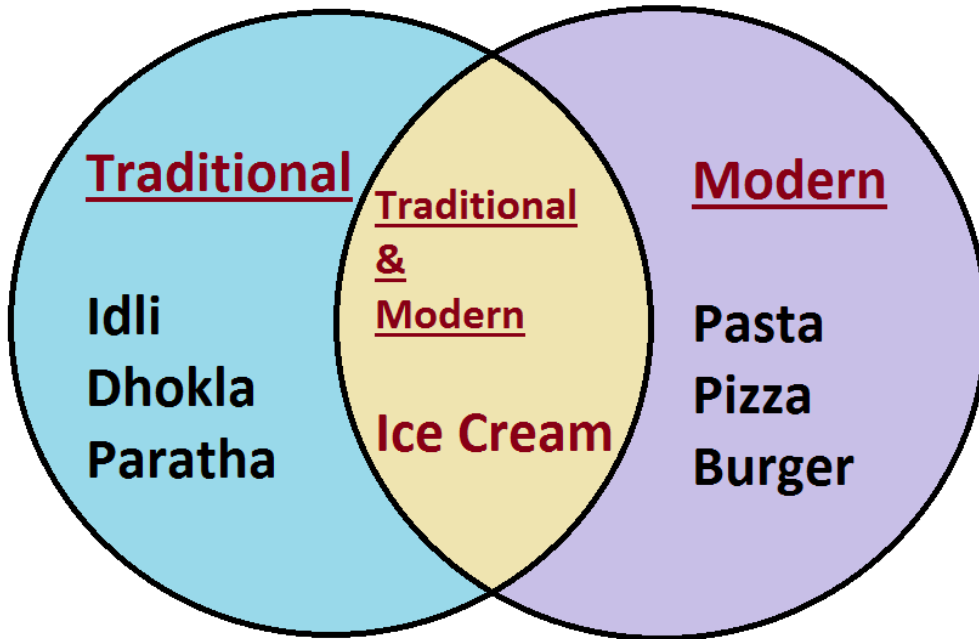 Traditional
Idli
Dhokla
Paratha
Traditional
&
Modern
Ice Cream
Modern
Pasta
Pizza
Burger